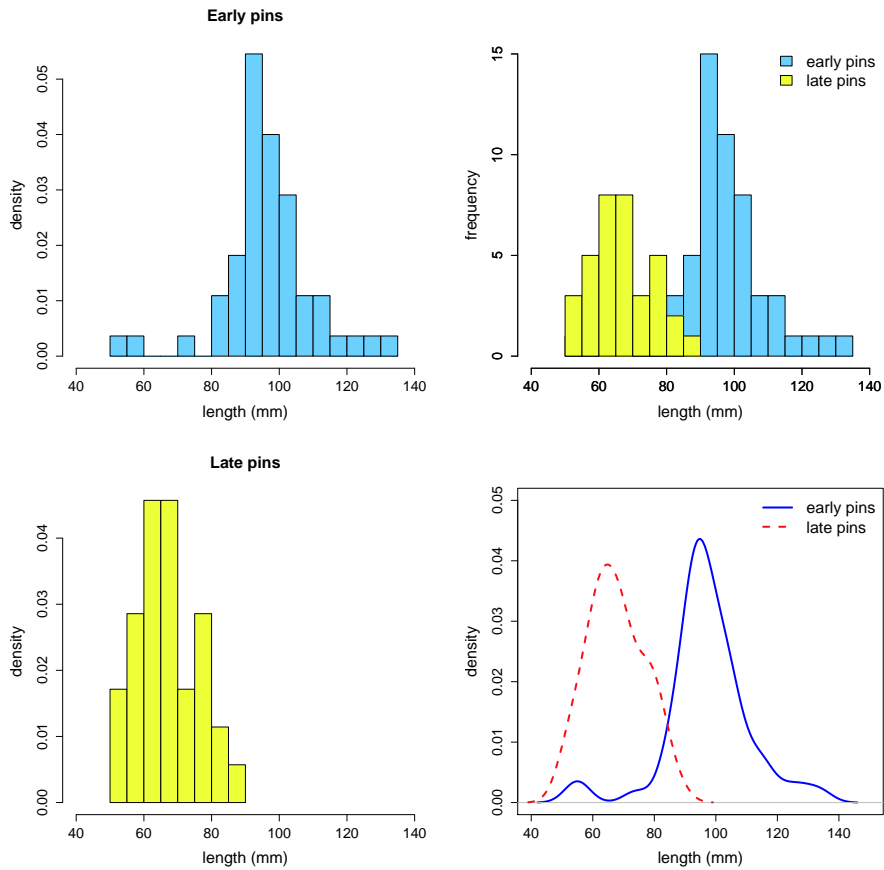 Early pins
density
0.00 0.01 0.02 0.03 0.04 0.05
40 60 80 100 120 140
length (mm)
early pins
late pins
frequency
0 5 10 15
40 60 80 100 120 140
length (mm)
Late pins
density
0.00 0.01 0.02 0.03 0.04
40 60 80 100 120 140
length (mm)
early pins
late pins
density
0.00 0.01 0.02 0.03 0.04 0.05
40 60 80 100 120 140
length (mm)